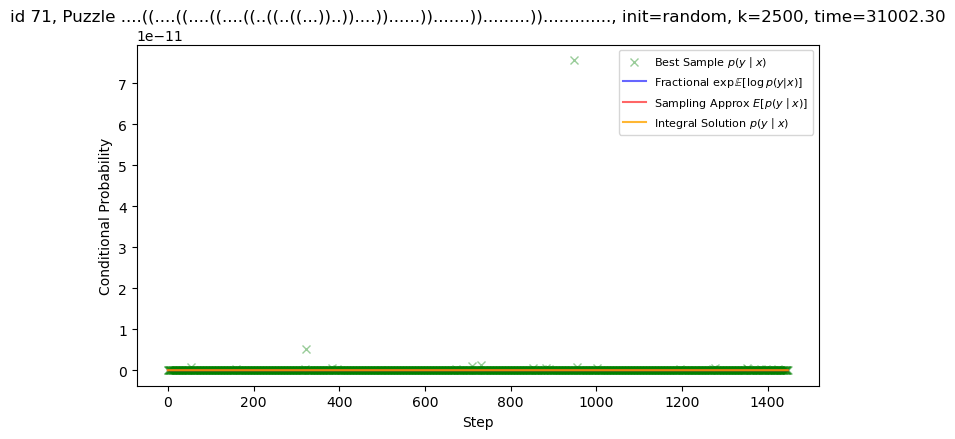 id 71, Puzzle ....((....((....((....((..((..((...))..))....))......)).......)).........))............., init=random, k=2500, time=31002.30
1e−11
Best Sample p(y | x)
Fractional exp𝔼[log p(y|x)]
Sampling Approx E[p(y | x)]
Integral Solution p(y | x)
7
6
5
4
3
2
1
0
Conditional Probability
0 200 400 600 800 1000 1200 1400
Step